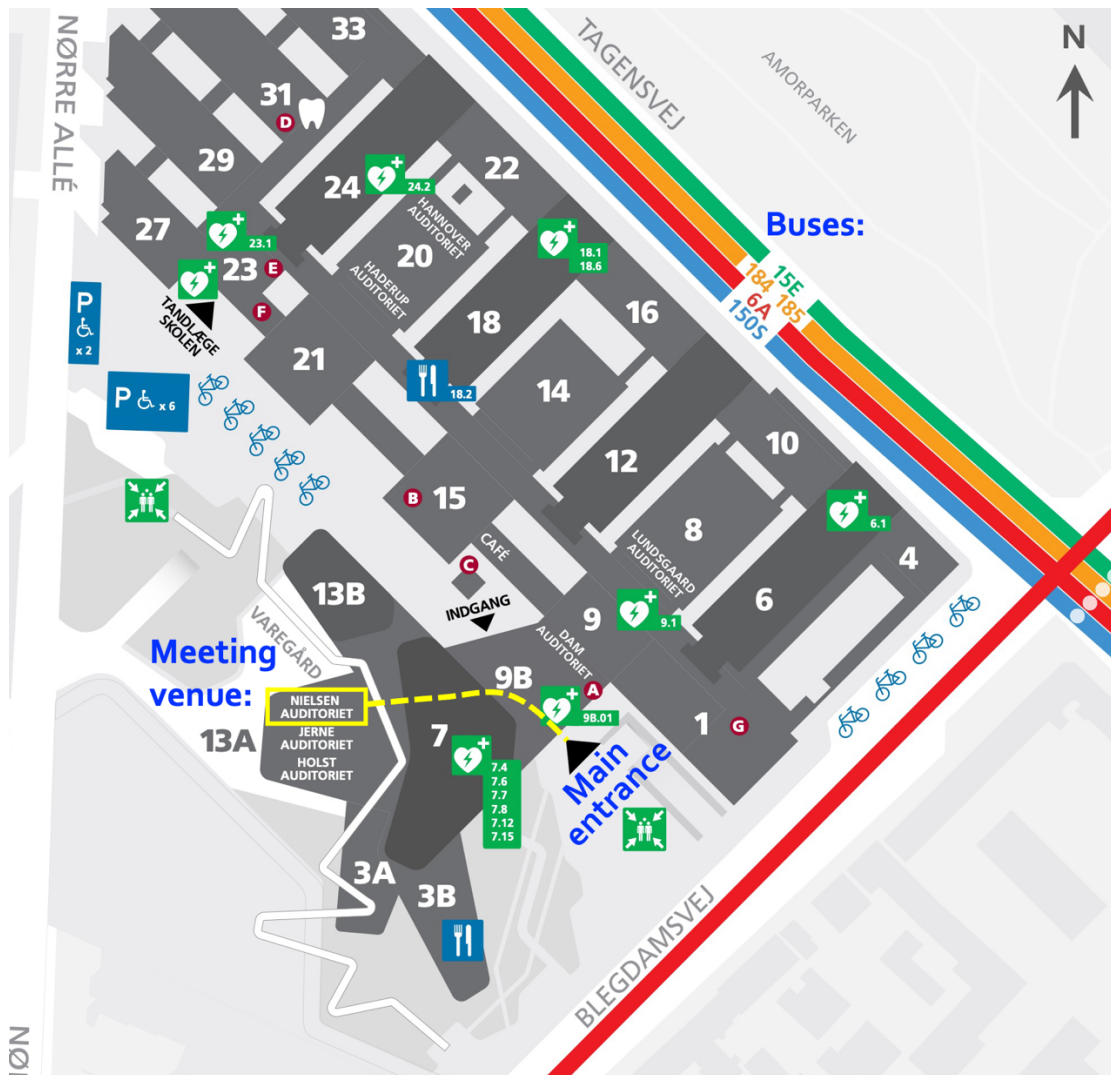 NØRRE ALLÉ
33
TAGENSVEJ
AMORPARKEN
N
31
D
29
24
24.2
22
HANNOVER
AUDITORIET
27
23.1
20
HADERUP
AUDITORIET
18.1
18.6
Buses:
15E
184 185
6A
150S
23
E
F
TANDLÆGE
SKOLEN
P
x 2
P
x 6
21
18
16
18.2
14
10
12
B
15
CAFÉ
C
INDGANG
8
LUNDSGAARD
AUDITORIET
6.1
4
6
9
9.1
DAM
AUDITORIET
13B
VAREGÅRD
Meeting
venue:
NIELSEN
AUDITORIET
JERNE
AUDITORIET
HOLST
AUDITORIET
13A
9B
A
9B.01
1
G
7
7.4
7.6
7.7
7.8
7.12
7.15
Main
entrance
3A
3B
BLEGDAMSVEJ
NØ